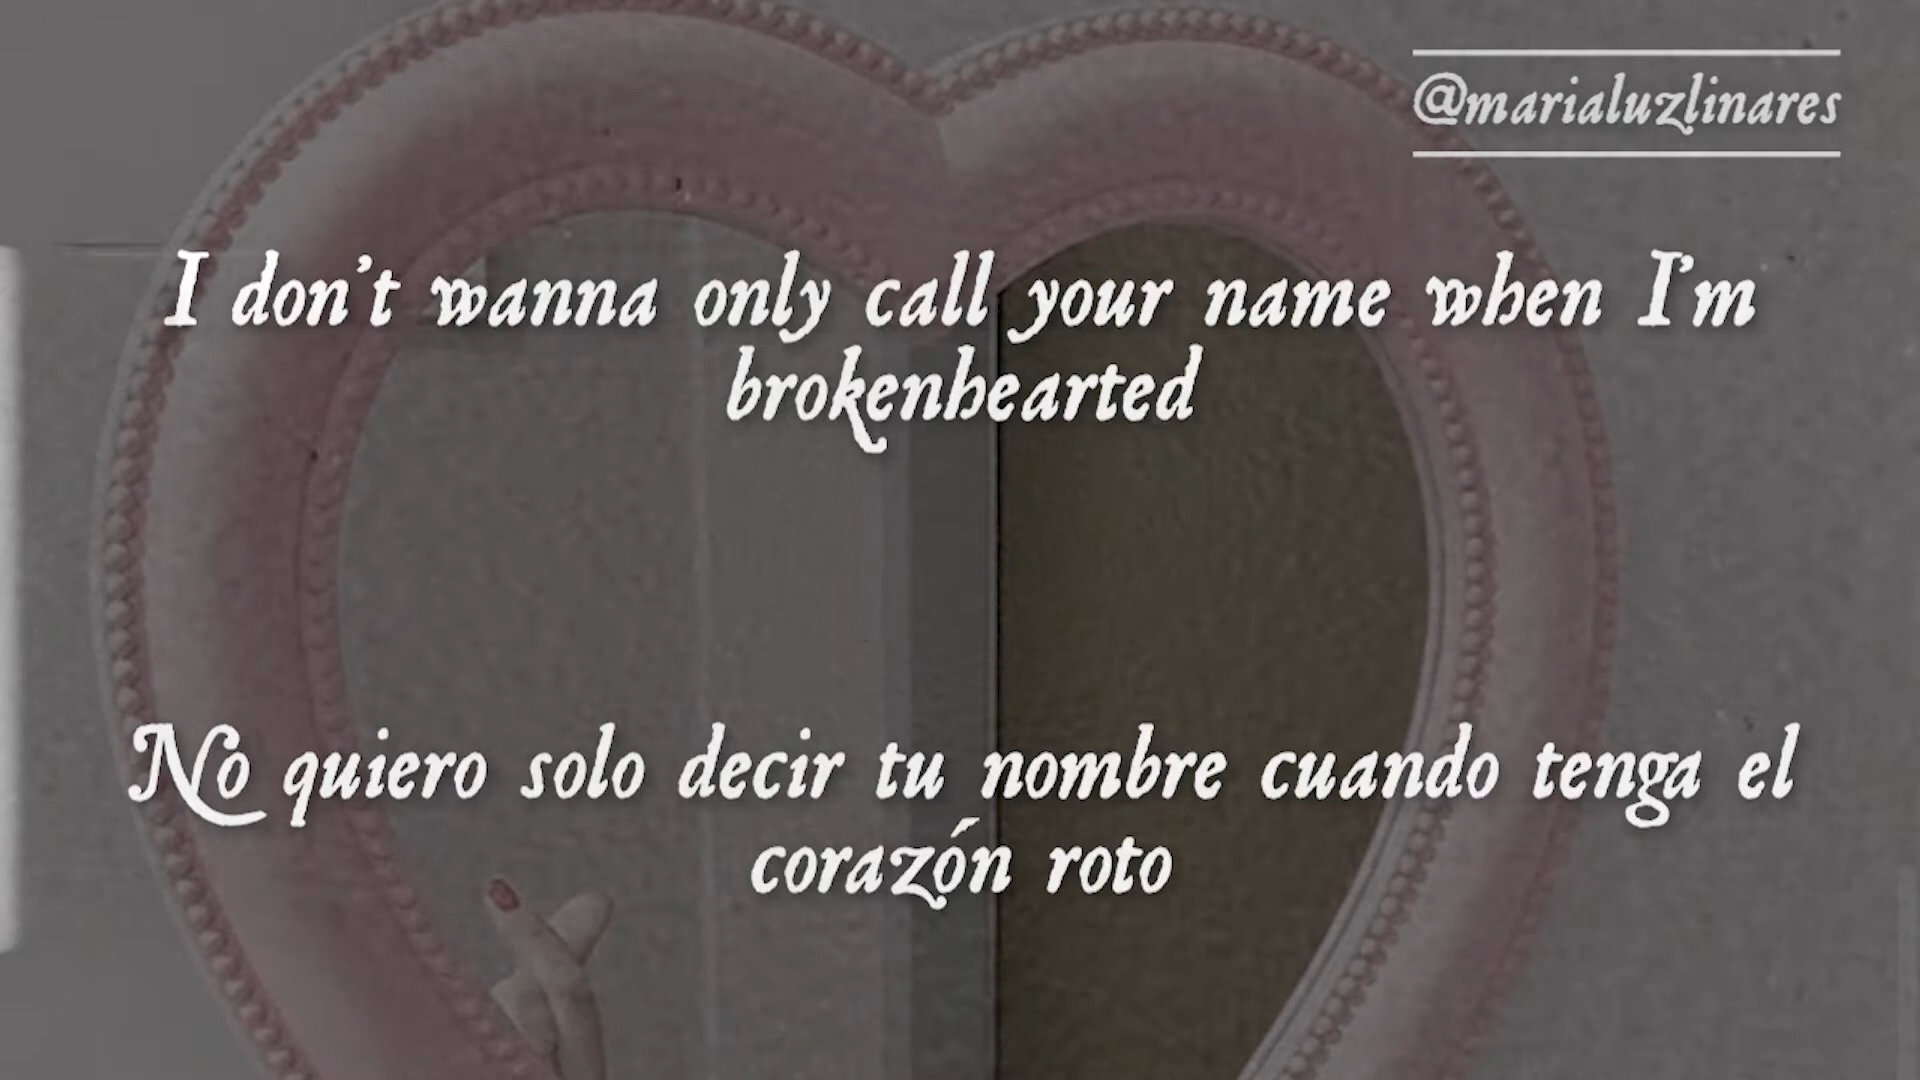 @marialuzlinares
I don't wanna only call your name when I'm
brokenhearted
No quiero solo decir tu nombre cuando tenga el
corazón roto